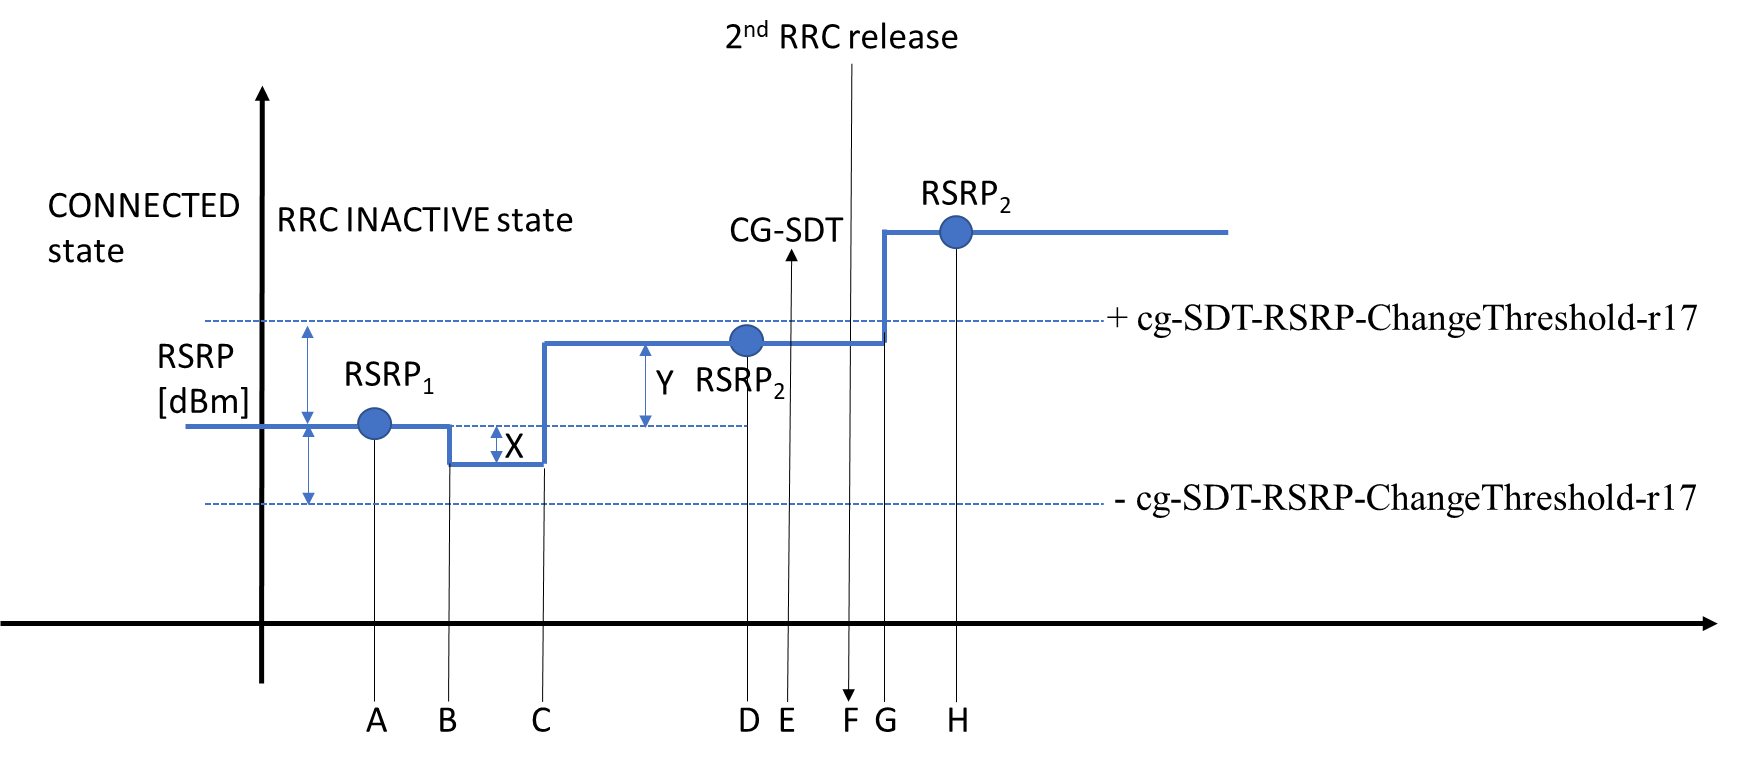 2nd RRC release
CONNECTED
state
RRC INACTIVE state
CG-SDT
RSRP2
+ cg-SDT-RSRP-ChangeThreshold-r17
RSRP
[dBm]
RSRP1
Y
RSRP2
X
- cg-SDT-RSRP-ChangeThreshold-r17
A B C D E F G H